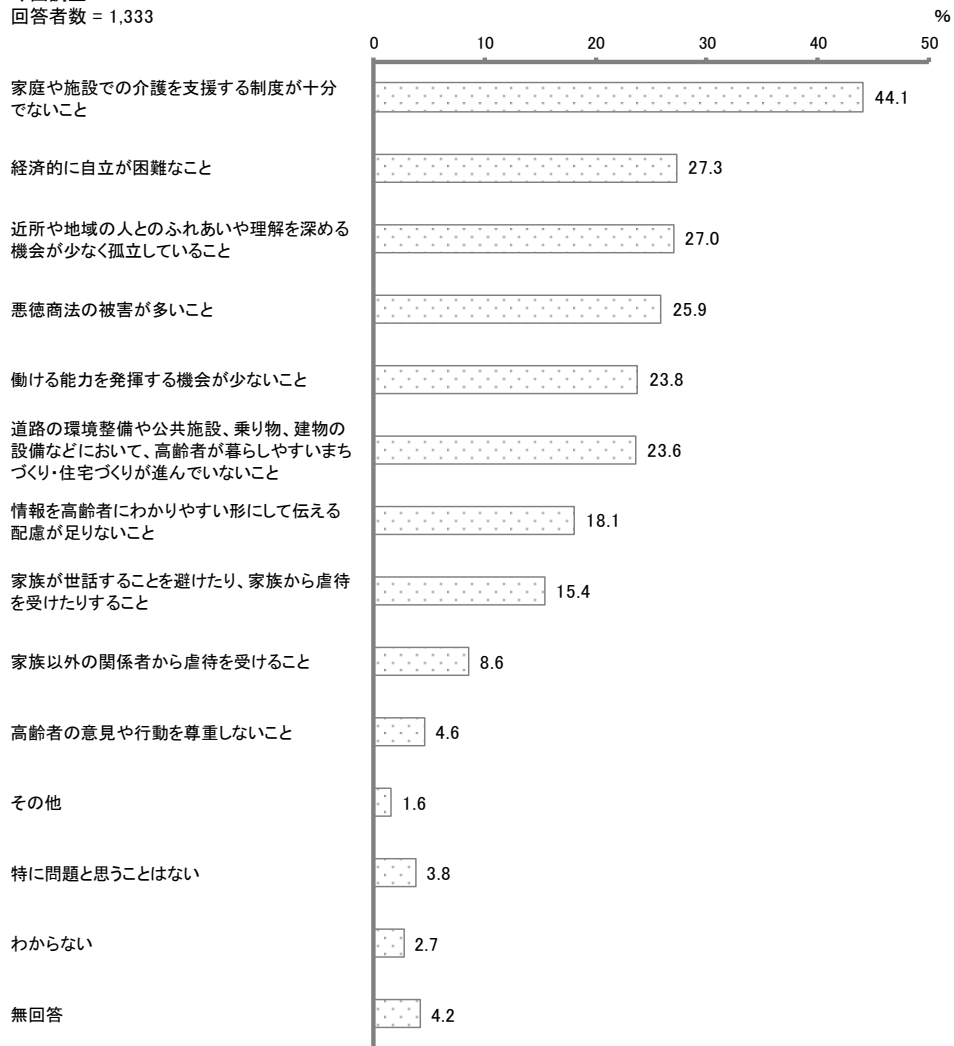 回答者数 = 1,333
%
0 10 20 30 40 50
家庭や施設での介護を支援する制度が十分
でないこと
44.1
経済的に自立が困難なこと
27.3
近所や地域の人とのふれあいや理解を深める
機会が少なく孤立していること
27.0
悪徳商法の被害が多いこと
25.9
働ける能力を発揮する機会が少ないこと
23.8
道路の環境整備や公共施設、乗り物、建物の
設備などにおいて、高齢者が暮らしやすいまち
づくり・住宅づくりが進んでいないこと
23.6
情報を高齢者にわかりやすい形にして伝える
配慮が足りないこと
18.1
家族が世話することを避けたり、家族から虐待
を受けたりすること
15.4
家族以外の関係者から虐待を受けること
8.6
高齢者の意見や行動を尊重しないこと
4.6
その他
1.6
特に問題と思うことはない
3.8
わからない
2.7
無回答
4.2